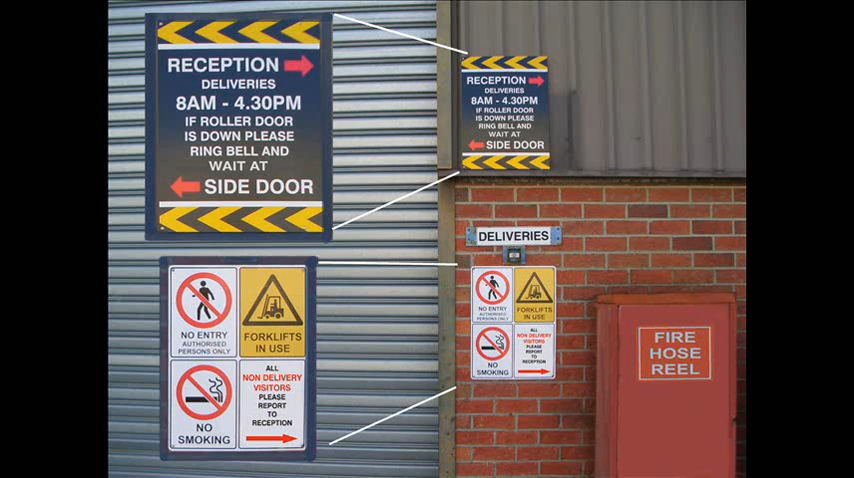 RECEPTION
DELIVERIES
8AM - 4.30PM
IF ROLLER DOOR
IS DOWN PLEASE
RING BELL AND
WAIT AT
SIDE DOOR
NO ENTRY
AUTHORISED
PERSONS ONLY
FORKLIFTS
IN USE
NO
SMOKING
ALL
NON DELIVERY
VISITORS
PLEASE
REPORT
TO
RECEPTION
RECEPTION
DELIVERIES
8AM - 4.30PM
IF ROLLER DOOR
IS DOWN PLEASE
RING BELL AND
WAIT AT
SIDE DOOR
DELIVERIES
NO ENTRY
AUTHORISED
PERSONS ONLY
FORKLIFTS
IN USE
NO
SMOKING
ALL
NON DELIVERY
VISITORS
PLEASE
REPORT TO
RECEPTION
FIRE
HOSE
REEL